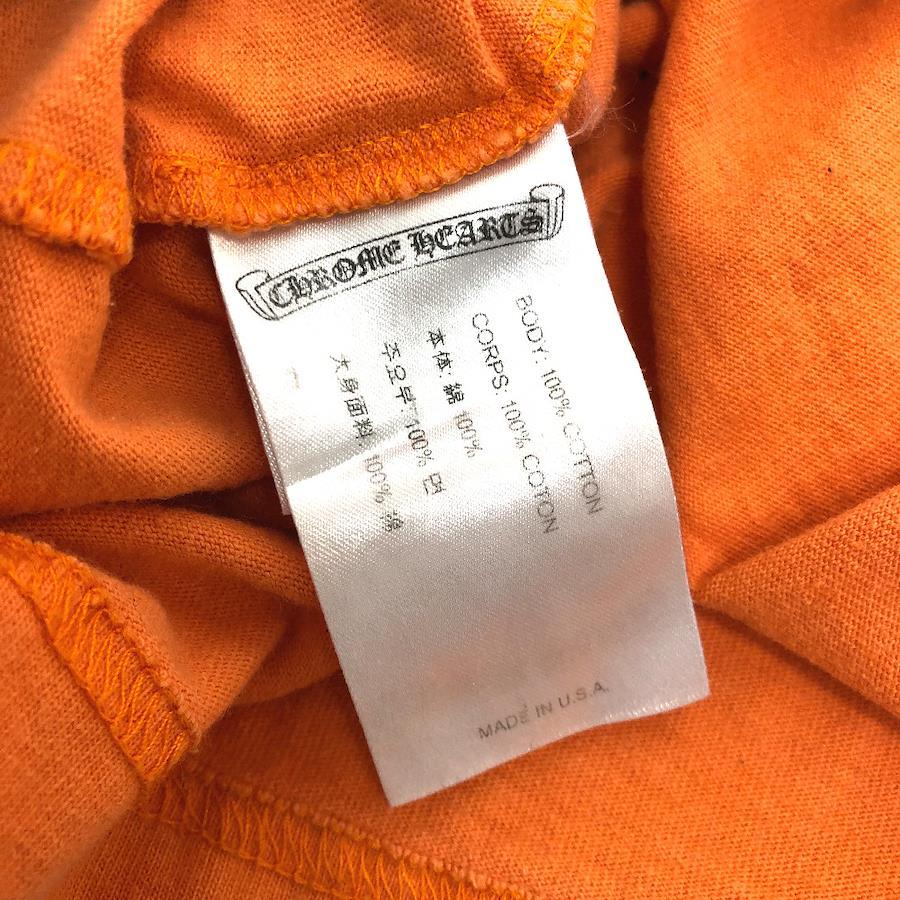 CHROME HEARTS
BODY: 100% COTTON
CORPS: 100% COTON
本体: 綿 100%
주요부: 100% 면
大身面料: 100% 綿
MADE IN U.S.A.